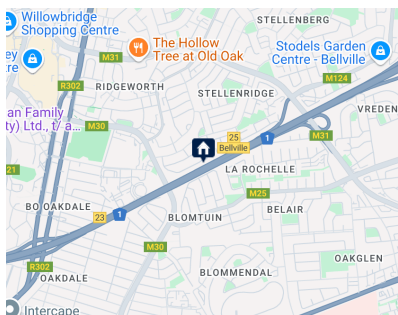 Willowbridge
Shopping Centre
STELLENBERG
The Hollow
Tree at Old Oak
Stodels Garden
Centre - Bellville
M31
R302
RIDGEWORTH
M124
STELLENRIDGE
VREDEN
an Family
ty) Ltd., t/ a...
M30
25
1
M31
Bellville
21
LA ROCHELLE
M25
BO OAKDALE
23
1
BLOMTUIN
BELAIR
M30
R302
OAKDALE
BLOMMENDAL
OAKGLEN
Intercape